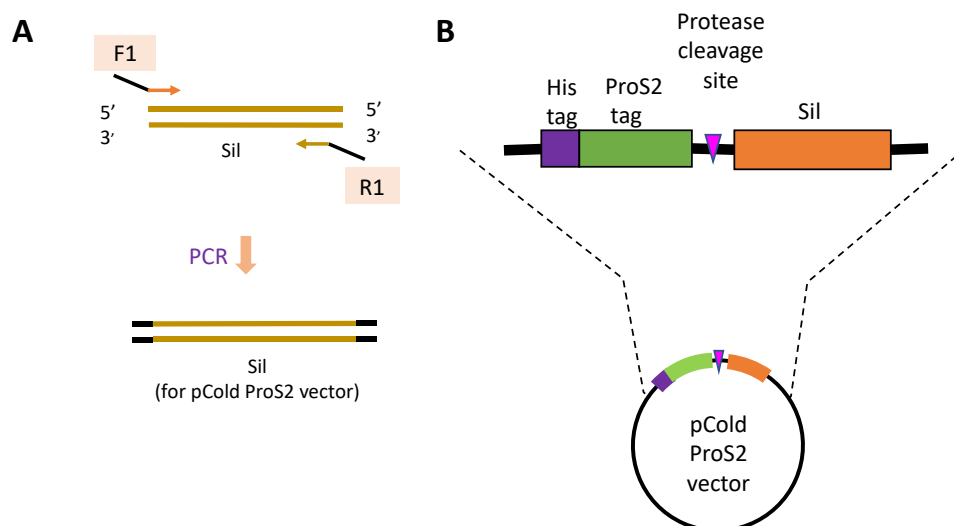 A
F1
5’
5’
3’
3’
Sil
R1
PCR
Sil
(for pCold ProS2 vector)
B
Protease
cleavage
site
His
tag
ProS2
tag
Sil
pCold
ProS2
vector